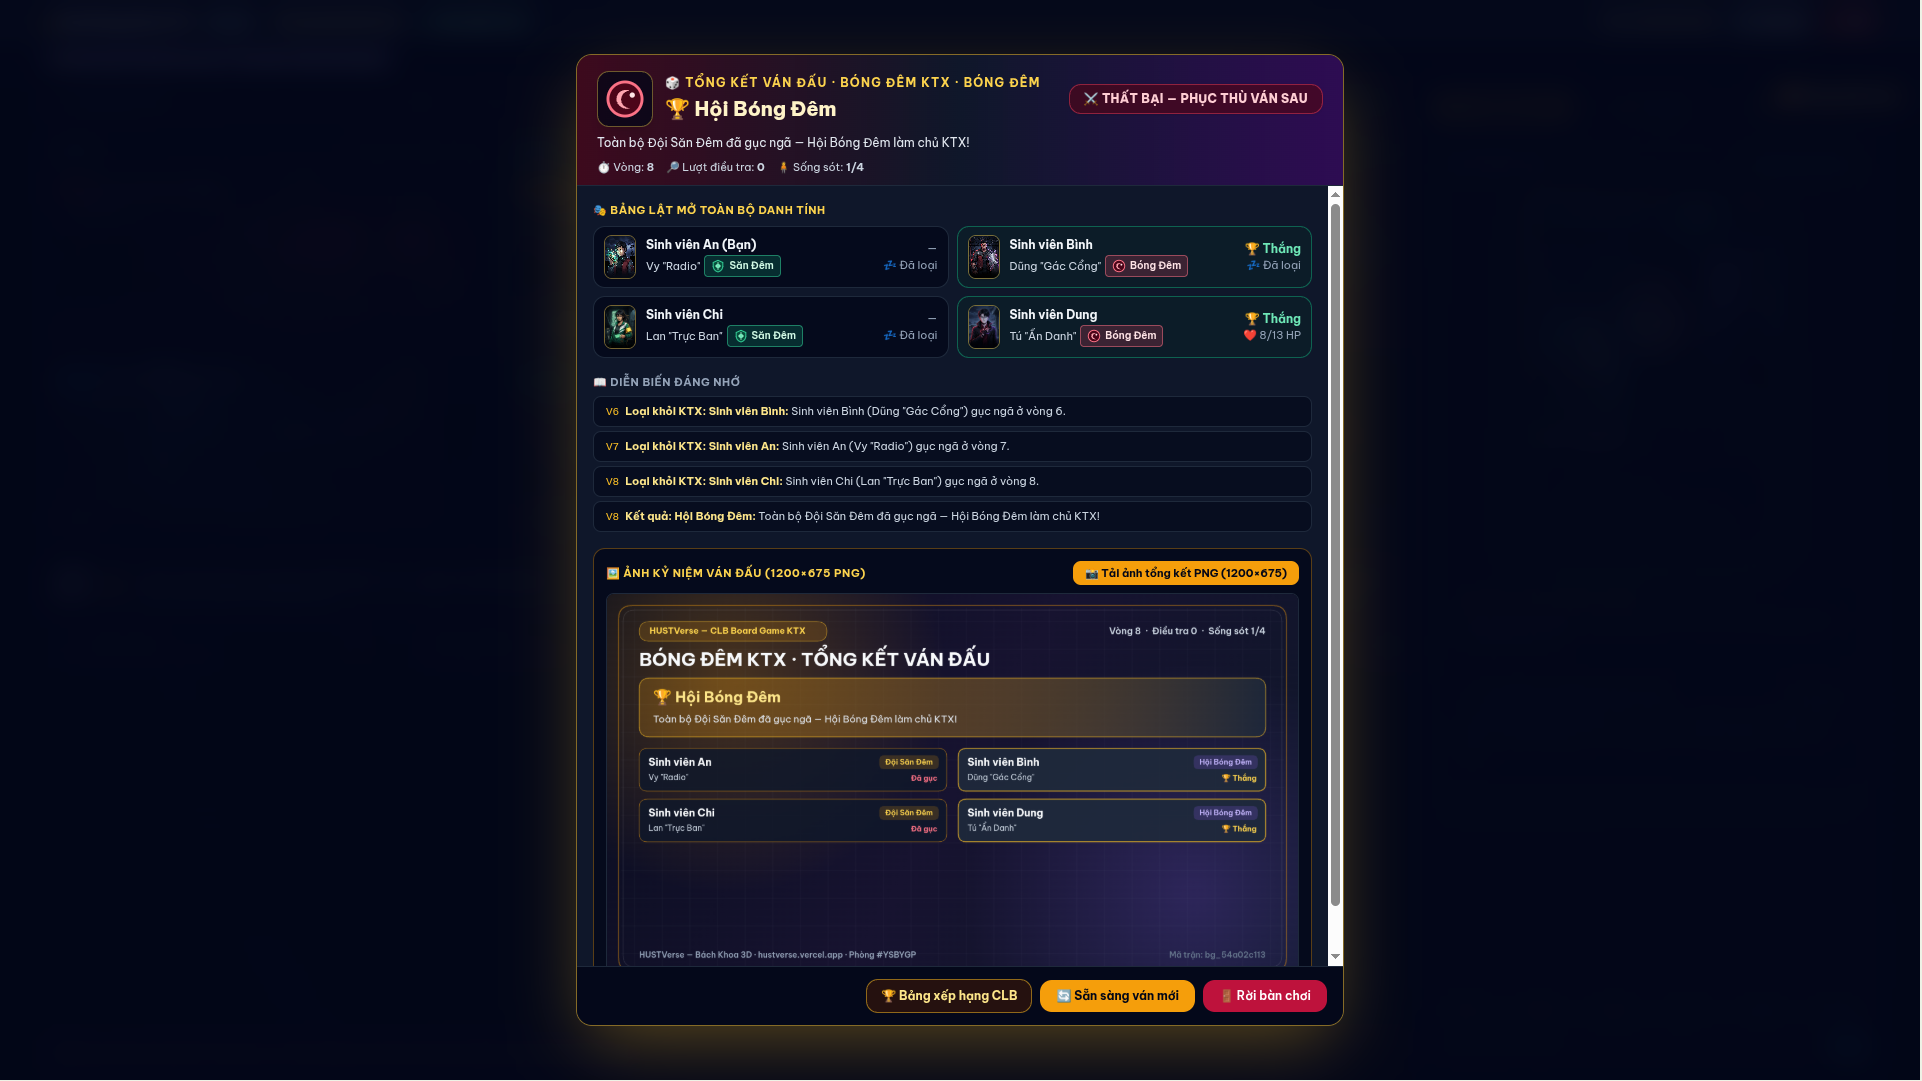 🎲 TỔNG KẾT VÁN ĐẤU · BÓNG ĐÊM KTX · BÓNG ĐÊM
🏆 Hội Bóng Đêm
⚔️ THẤT BẠI — PHỤC THÙ VÁN SAU
Toàn bộ Đội Săn Đêm đã gục ngã — Hội Bóng Đêm làm chủ KTX!
⏱️ Vòng: 8 🔎 Lượt điều tra: 0 🧍 Sống sót: 1/4
🎭 BẢNG LẬT MỞ TOÀN BỘ DANH TÍNH
Sinh viên An (Bạn) —
Vy "Radio" Săn Đêm 💤 Đã loại
Sinh viên Bình 🏆 Thắng
Dũng "Gác Cổng" Bóng Đêm 💤 Đã loại
Sinh viên Chi —
Lan "Trực Ban" Săn Đêm 💤 Đã loại
Sinh viên Dung 🏆 Thắng
Tú "Ẩn Danh" Bóng Đêm ❤️ 8/13 HP
📖 DIỄN BIẾN ĐÁNG NHỚ
V6 Loại khỏi KTX: Sinh viên Bình: Sinh viên Bình (Dũng "Gác Cổng") gục ngã ở vòng 6.
V7 Loại khỏi KTX: Sinh viên An: Sinh viên An (Vy "Radio") gục ngã ở vòng 7.
V8 Loại khỏi KTX: Sinh viên Chi: Sinh viên Chi (Lan "Trực Ban") gục ngã ở vòng 8.
V8 Kết quả: Hội Bóng Đêm: Toàn bộ Đội Săn Đêm đã gục ngã — Hội Bóng Đêm làm chủ KTX!
🖼️ ẢNH KỶ NIỆM VÁN ĐẤU (1200×675 PNG)
📸 Tải ảnh tổng kết PNG (1200×675)
HUSTVerse — CLB Board Game KTX
Vòng 8 · Điều tra 0 · Sống sót 1/4
BÓNG ĐÊM KTX · TỔNG KẾT VÁN ĐẤU
🏆 Hội Bóng Đêm
Toàn bộ Đội Săn Đêm đã gục ngã — Hội Bóng Đêm làm chủ KTX!
Sinh viên An Đội Săn Đêm
Vy "Radio" Đã gục
Sinh viên Bình Hội Bóng Đêm
Dũng "Gác Cổng" 🏆 Thắng
Sinh viên Chi Đội Săn Đêm
Lan "Trực Ban" Đã gục
Sinh viên Dung Hội Bóng Đêm
Tú "Ẩn Danh" 🏆 Thắng
HUSTVerse — Bách Khoa 3D · hustverse.vercel.app · Phòng #YSBYGP
Mã trận: bg_54a02c113
🏆 Bảng xếp hạng CLB
🔄 Sẵn sàng ván mới
🚪 Rời bàn chơi